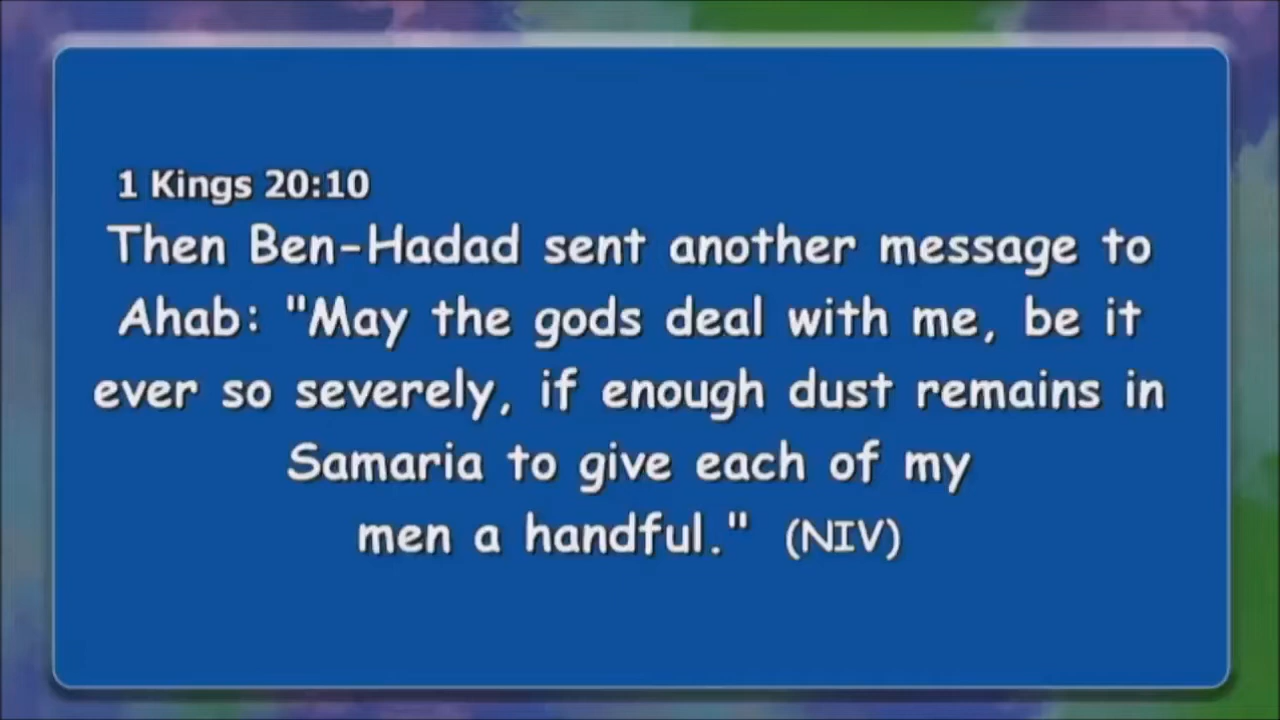 1 Kings 20:10
Then Ben-Hadad sent another message to
Ahab: "May the gods deal with me, be it
ever so severely, if enough dust remains in
Samaria to give each of my
men a handful." (NIV)